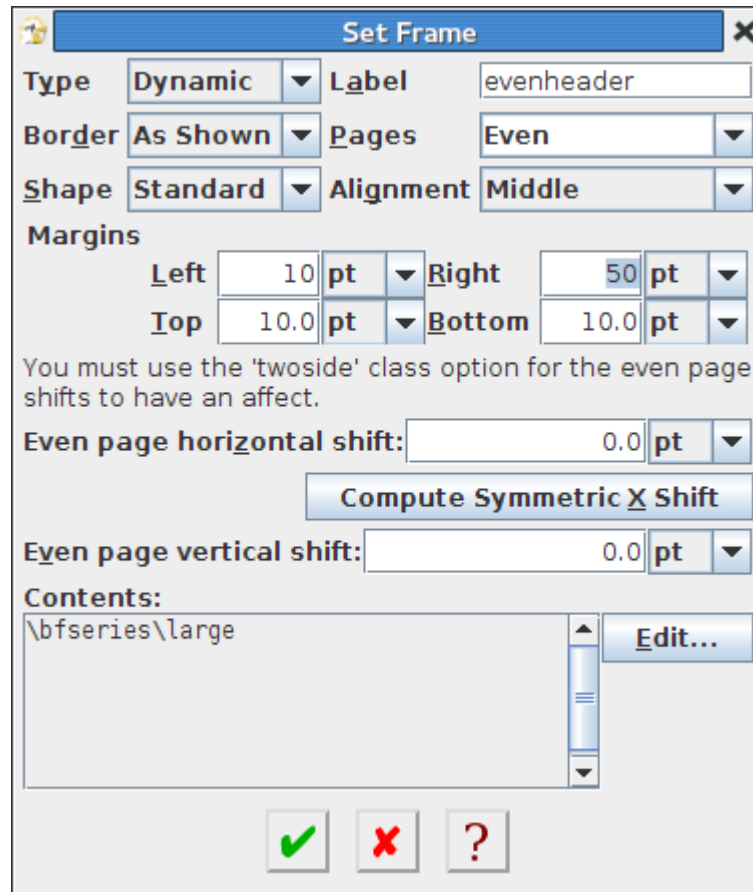 Set Frame
Type Dynamic Label evenheader
Border As Shown Pages Even
Shape Standard Alignment Middle
Margins
Left 10 pt Right 50 pt
Top 10.0 pt Bottom 10.0 pt
You must use the 'twoside' class option for the even page
shifts to have an affect.
Even page horizontal shift: 0.0 pt
Compute Symmetric X Shift
Even page vertical shift: 0.0 pt
Contents:
\bfseries\large
Edit...
?